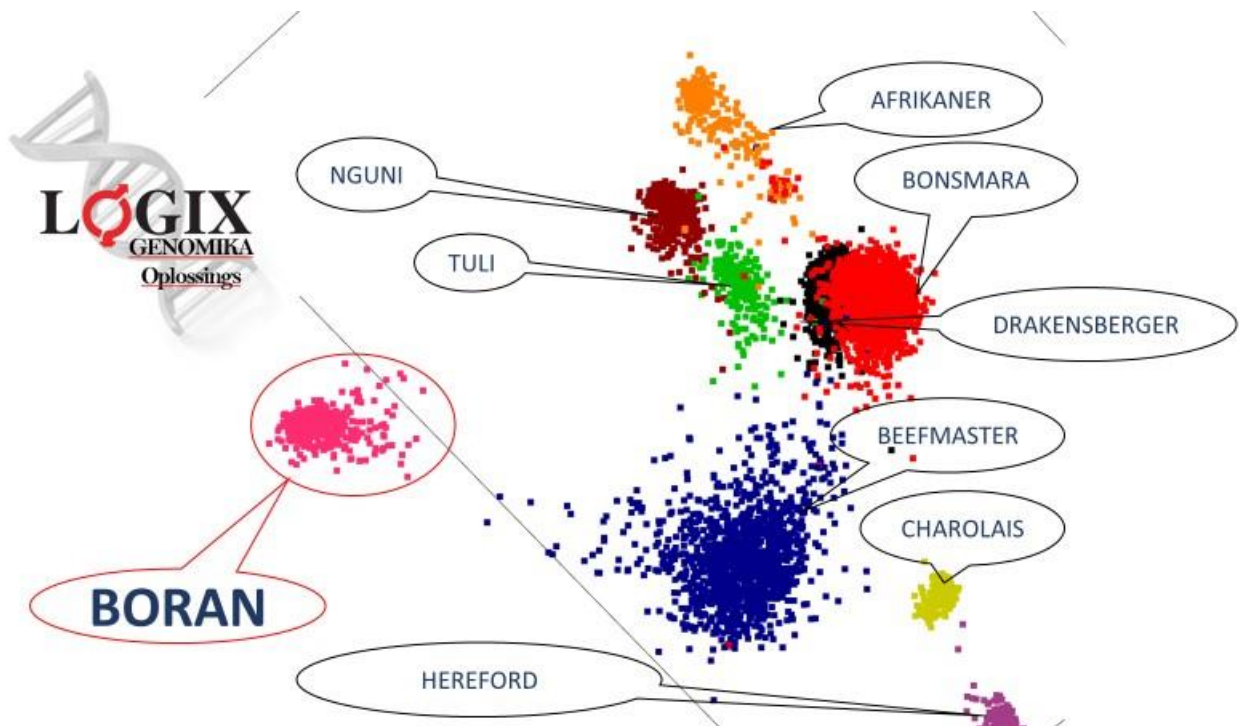 AFRIKANER
NGUNI
BONSMARA
LOGIX
GENOMIKA
Oplossings
TULI
DRAKENSBERGER
BEEFMASTER
CHAROLAIS
BORAN
HEREFORD